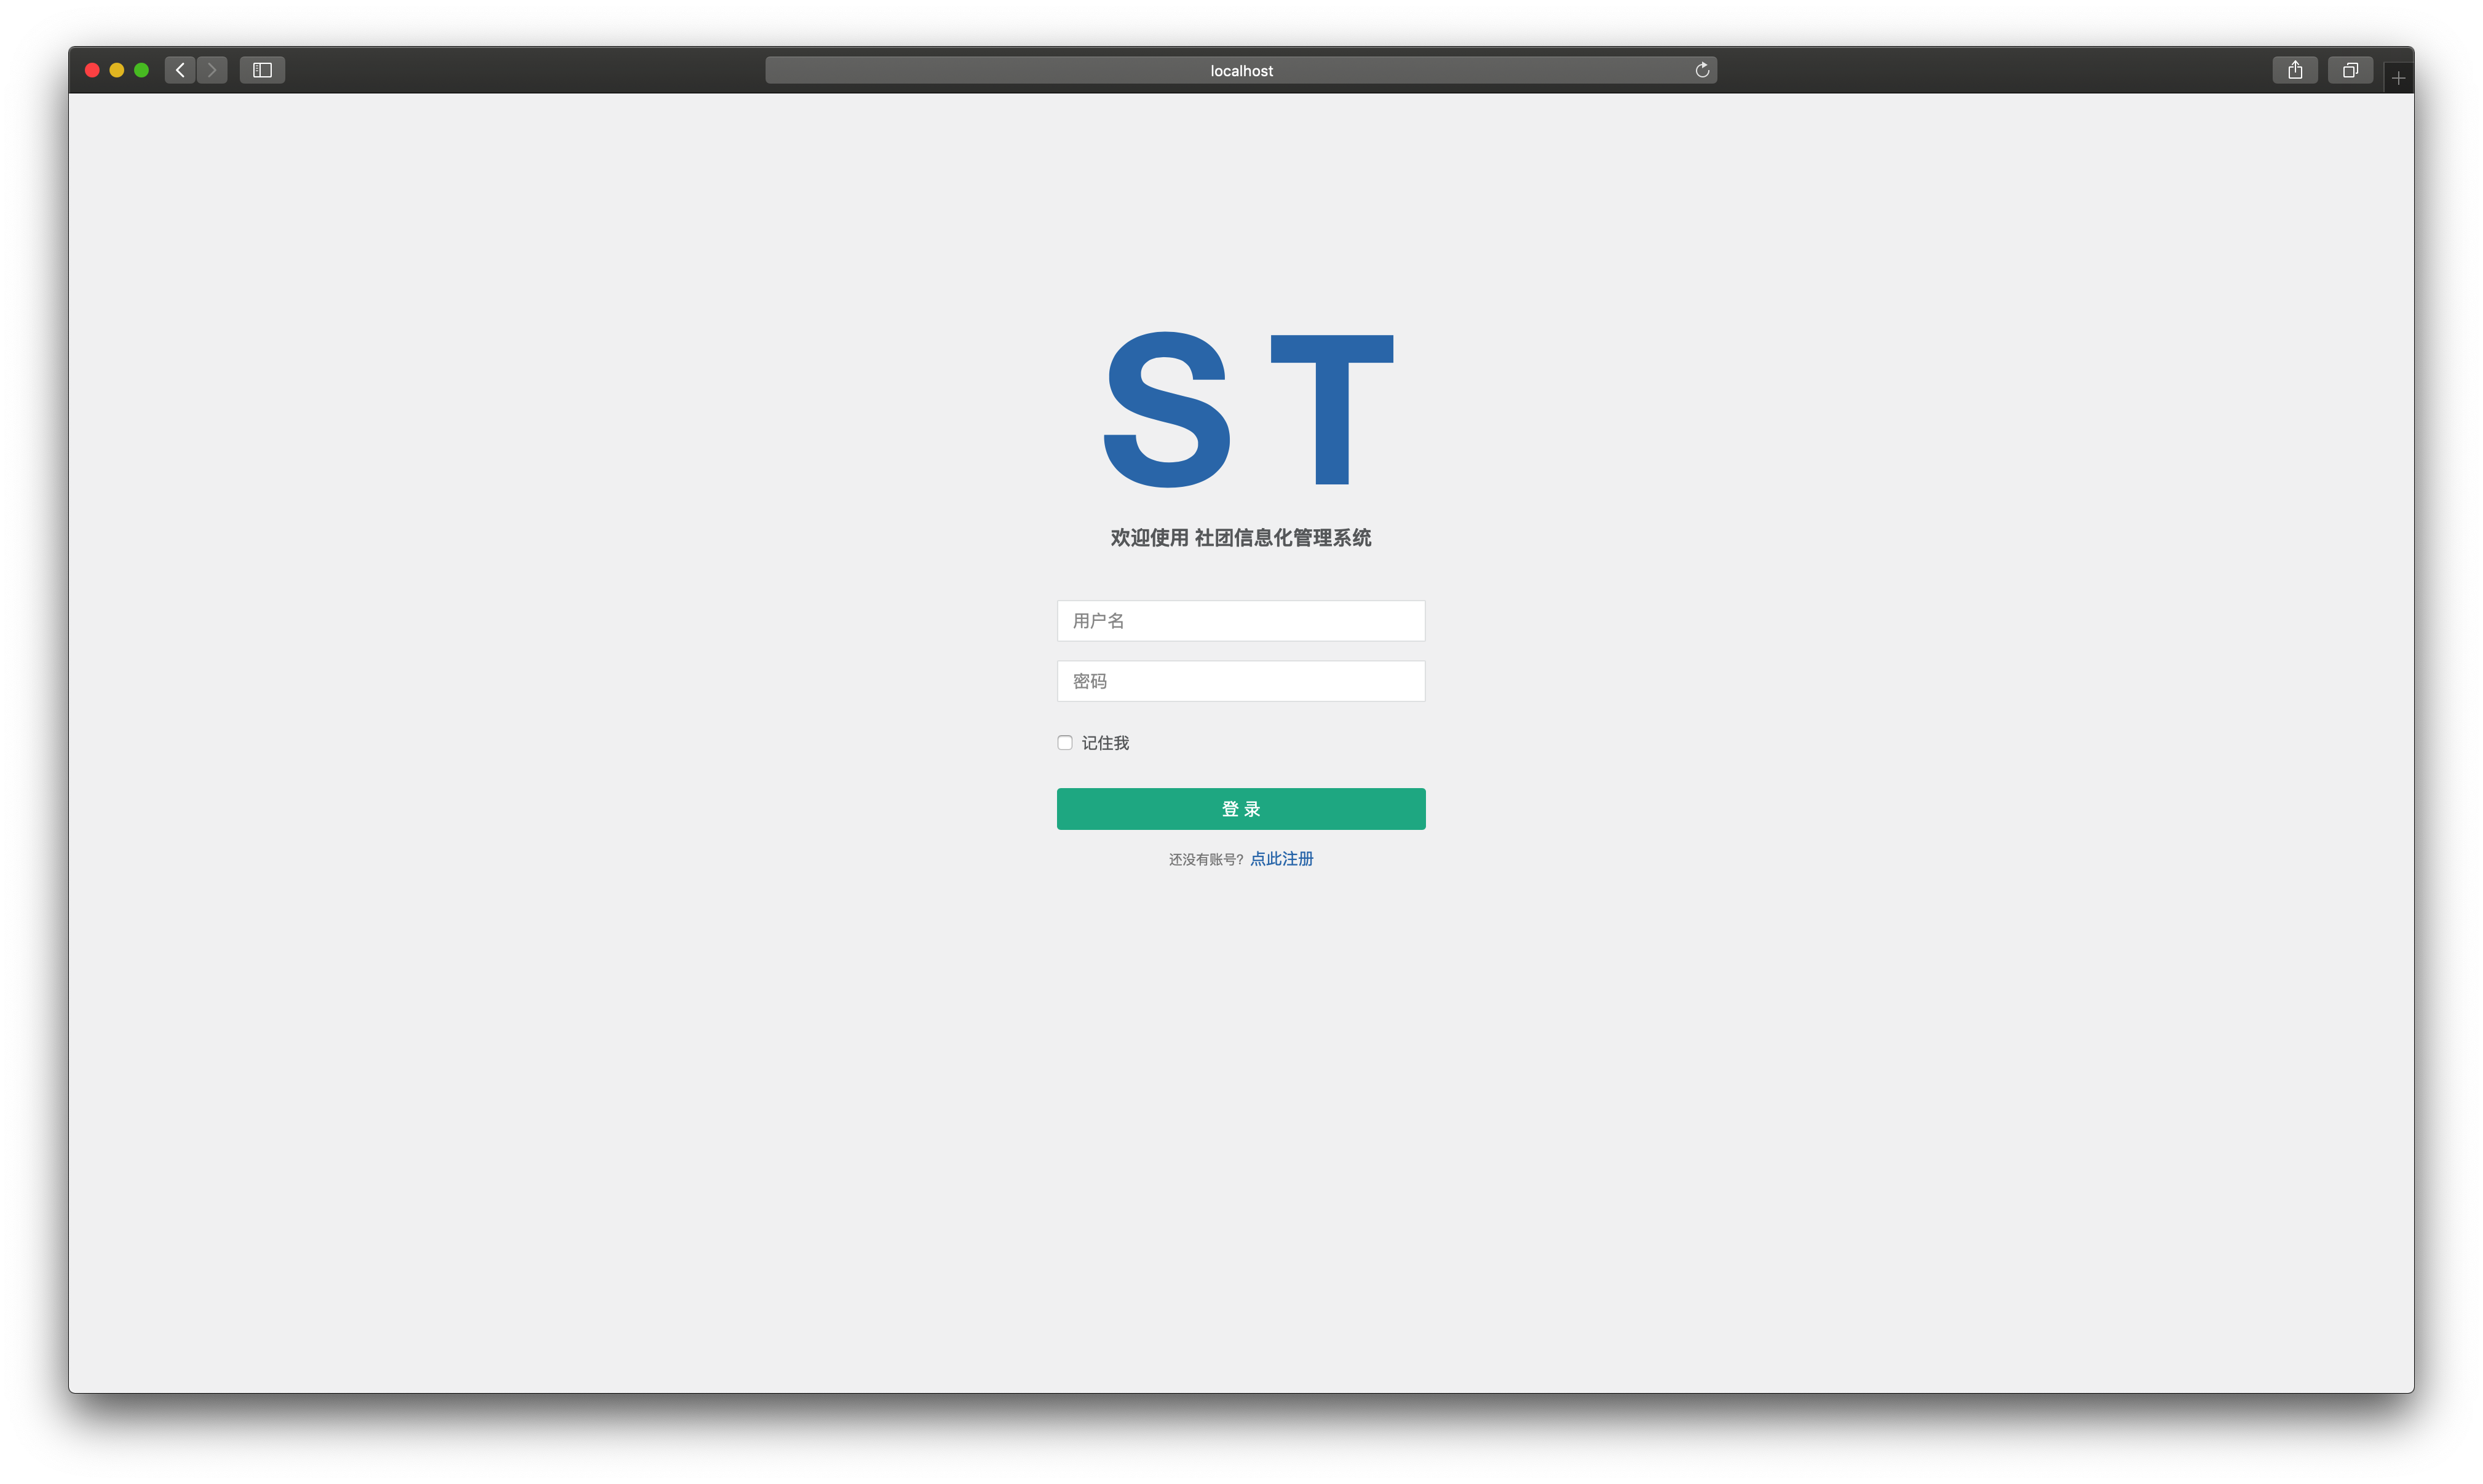 localhost
S T
欢迎使用 社团信息化管理系统
用户名
密码
记住我
登 录
还没有账号? 点此注册